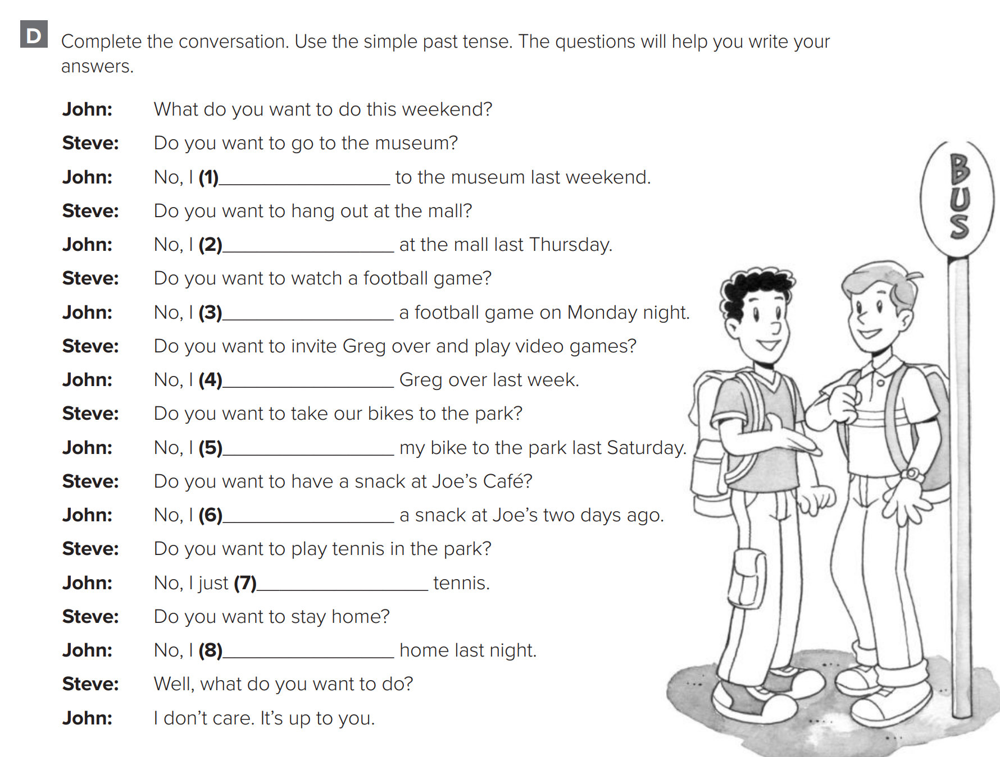 D
Complete the conversation. Use the simple past tense. The questions will help you write your
answers.
John: What do you want to do this weekend?
Steve: Do you want to go to the museum?
John: No, I (1)____________________ to the museum last weekend.
Steve: Do you want to hang out at the mall?
John: No, I (2)____________________ at the mall last Thursday.
Steve: Do you want to watch a football game?
John: No, I (3)____________________ a football game on Monday night.
Steve: Do you want to invite Greg over and play video games?
John: No, I (4)____________________ Greg over last week.
Steve: Do you want to take our bikes to the park?
John: No, I (5)____________________ my bike to the park last Saturday.
Steve: Do you want to have a snack at Joe’s Café?
John: No, I (6)____________________ a snack at Joe’s two days ago.
Steve: Do you want to play tennis in the park?
John: No, I just (7)____________________ tennis.
Steve: Do you want to stay home?
John: No, I (8)____________________ home last night.
Steve: Well, what do you want to do?
John: I don’t care. It’s up to you.
BUS